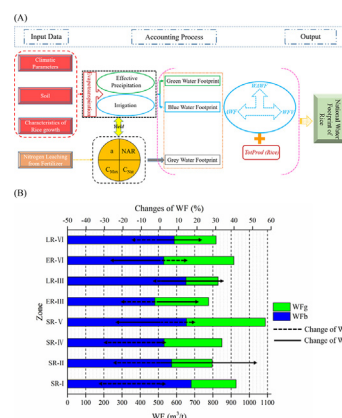 (A)
Input Data
Accounting Process
Output
Climatic
Parameters
Soil
Characteristics of
Rice growth
Nitrogen Leaching
from Fertilizer
Effective
Precipitation
Irrigation
Yield
α
NAR
C
C
Green Water Footprint
Blue Water Footprint
Grey Water Footprint
TolProd (Rice)
National Water
Footprint of
Rice
(B)
Changes of WF (%)
-50 -40 -30 -20 -10 0 10 20 30 40 50 60
LR-VI
ER-VI
LR-III
ER-III
SR-V
SR-IV
SR-II
SR-I
Zone
WFg
WFb
Change of W
Change of W
0 100 200 300 400 500 600 700 800 900 1000 1100
WF (m³/t)